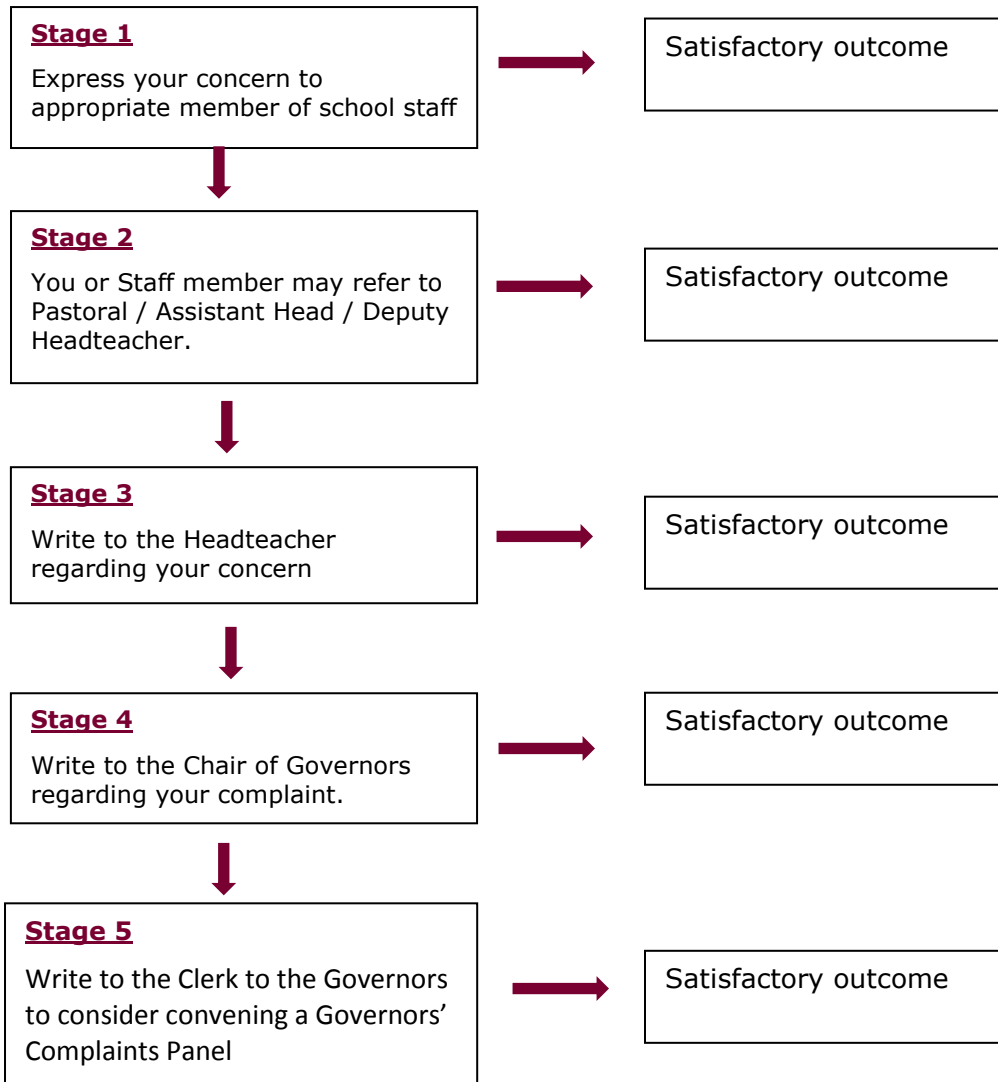 Stage 1
Express your concern to
appropriate member of school staff
Satisfactory outcome
Stage 2
You or Staff member may refer to
Pastoral / Assistant Head / Deputy
Headteacher.
Satisfactory outcome
Stage 3
Write to the Headteacher
regarding your concern
Satisfactory outcome
Stage 4
Write to the Chair of Governors
regarding your complaint.
Satisfactory outcome
Stage 5
Write to the Clerk to the Governors
to consider convening a Governors’
Complaints Panel
Satisfactory outcome